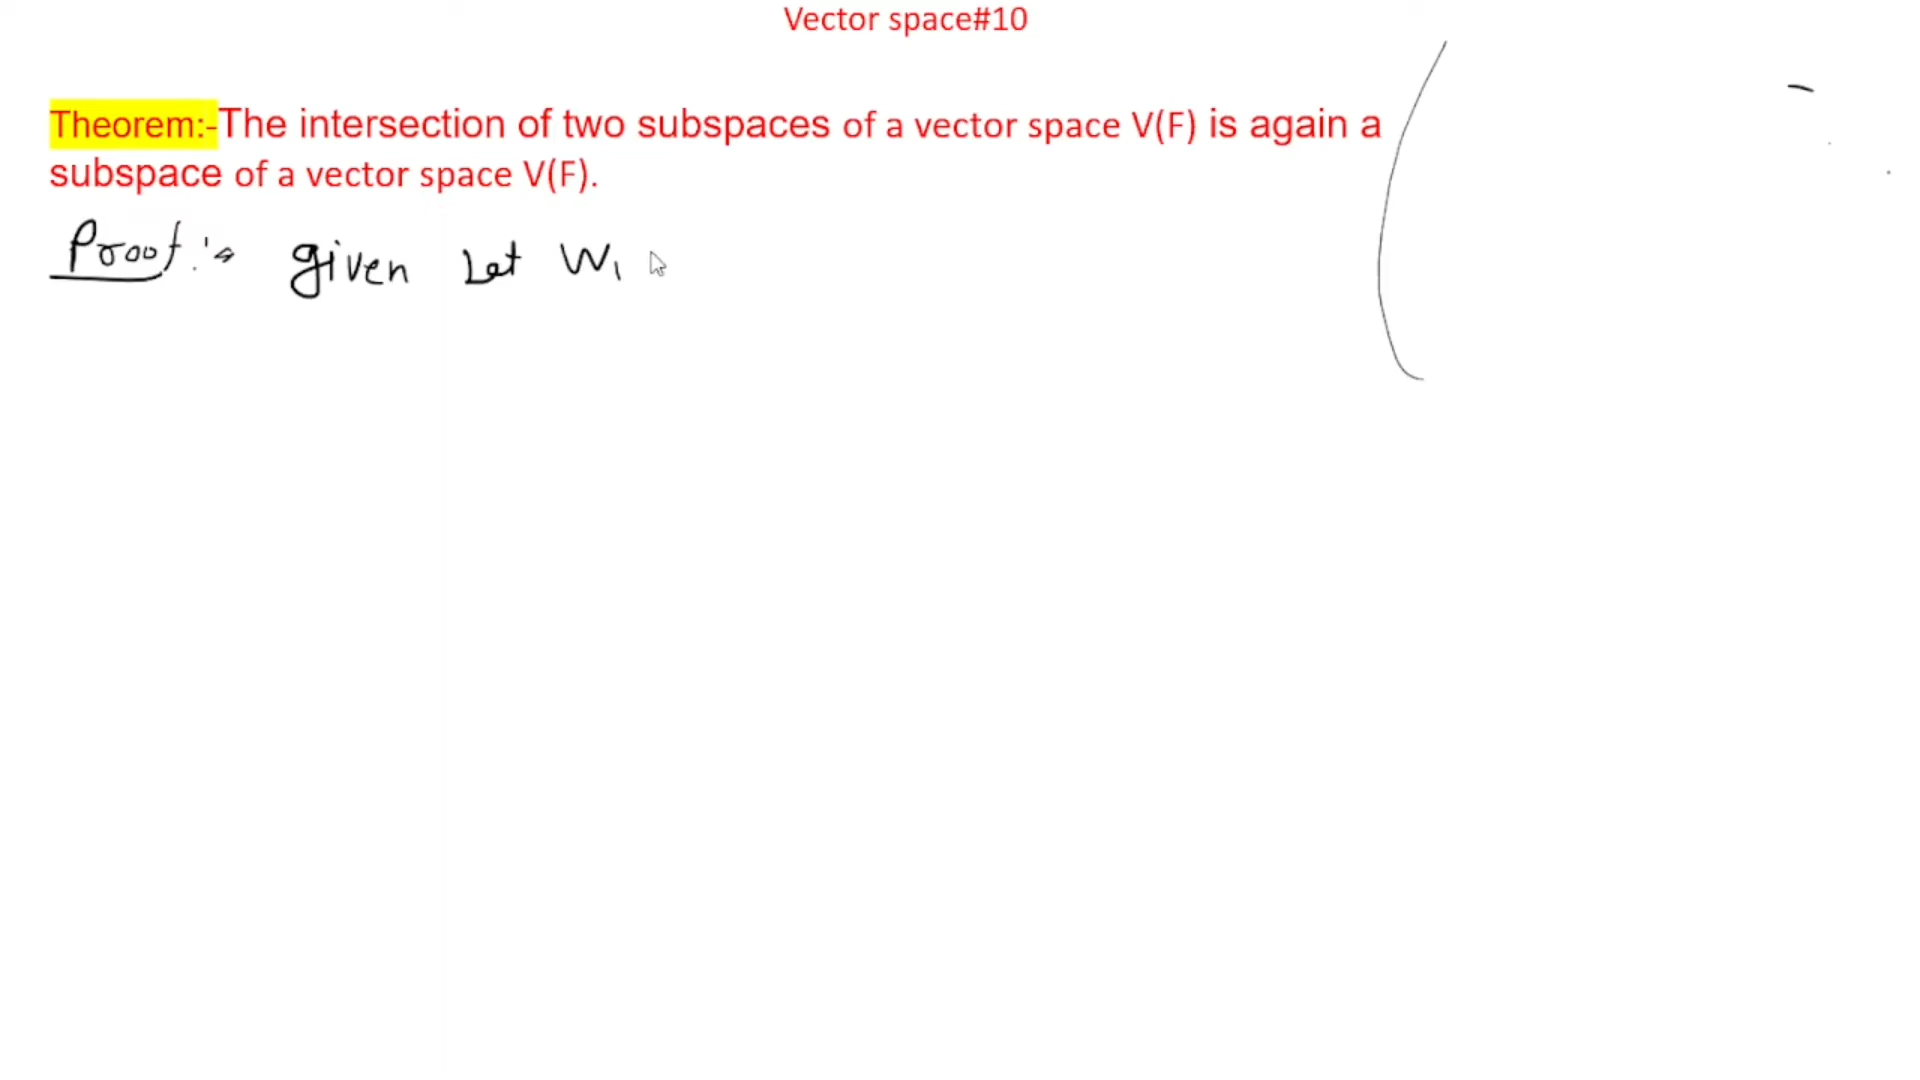 Vector space#10
Theorem:-The intersection of two subspaces of a vector space V(F) is again a
subspace of a vector space V(F).
Proof:- given Let W1